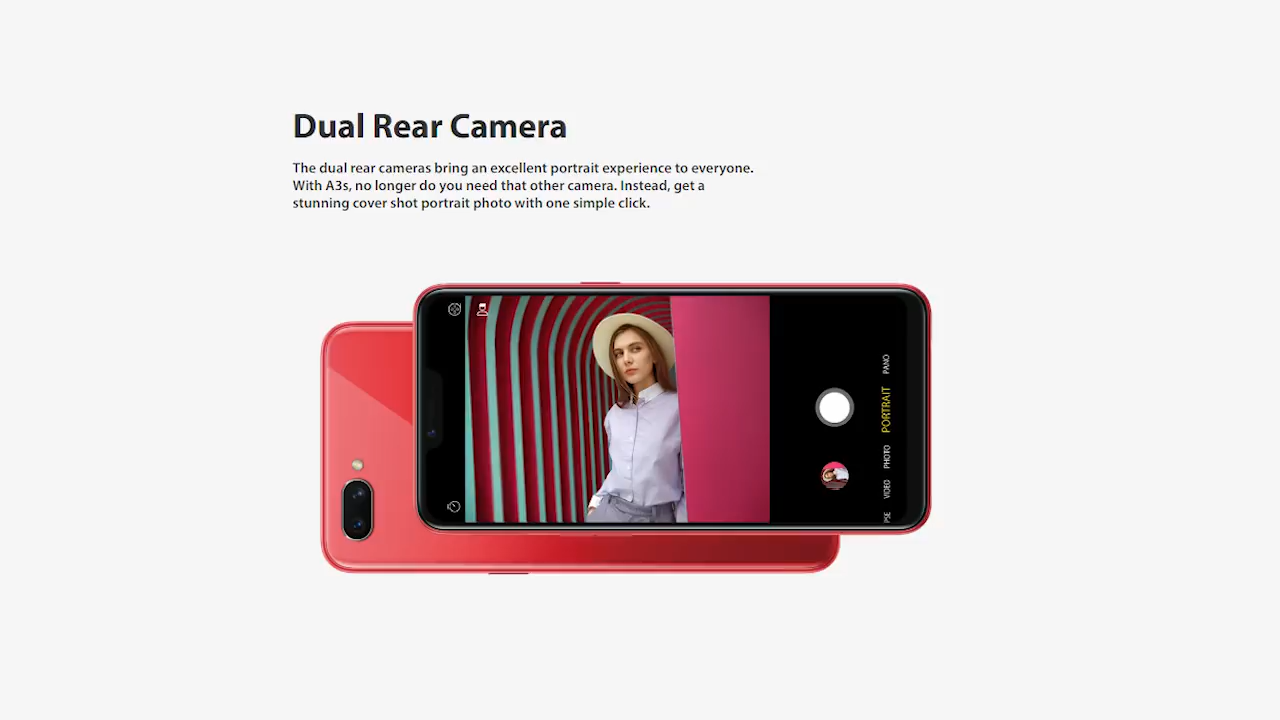 Dual Rear Camera
The dual rear cameras bring an excellent portrait experience to everyone.
With A3s, no longer do you need that other camera. Instead, get a
stunning cover shot portrait photo with one simple click.
PANO
PORTRAIT
PHOTO
VIDEO
PSE